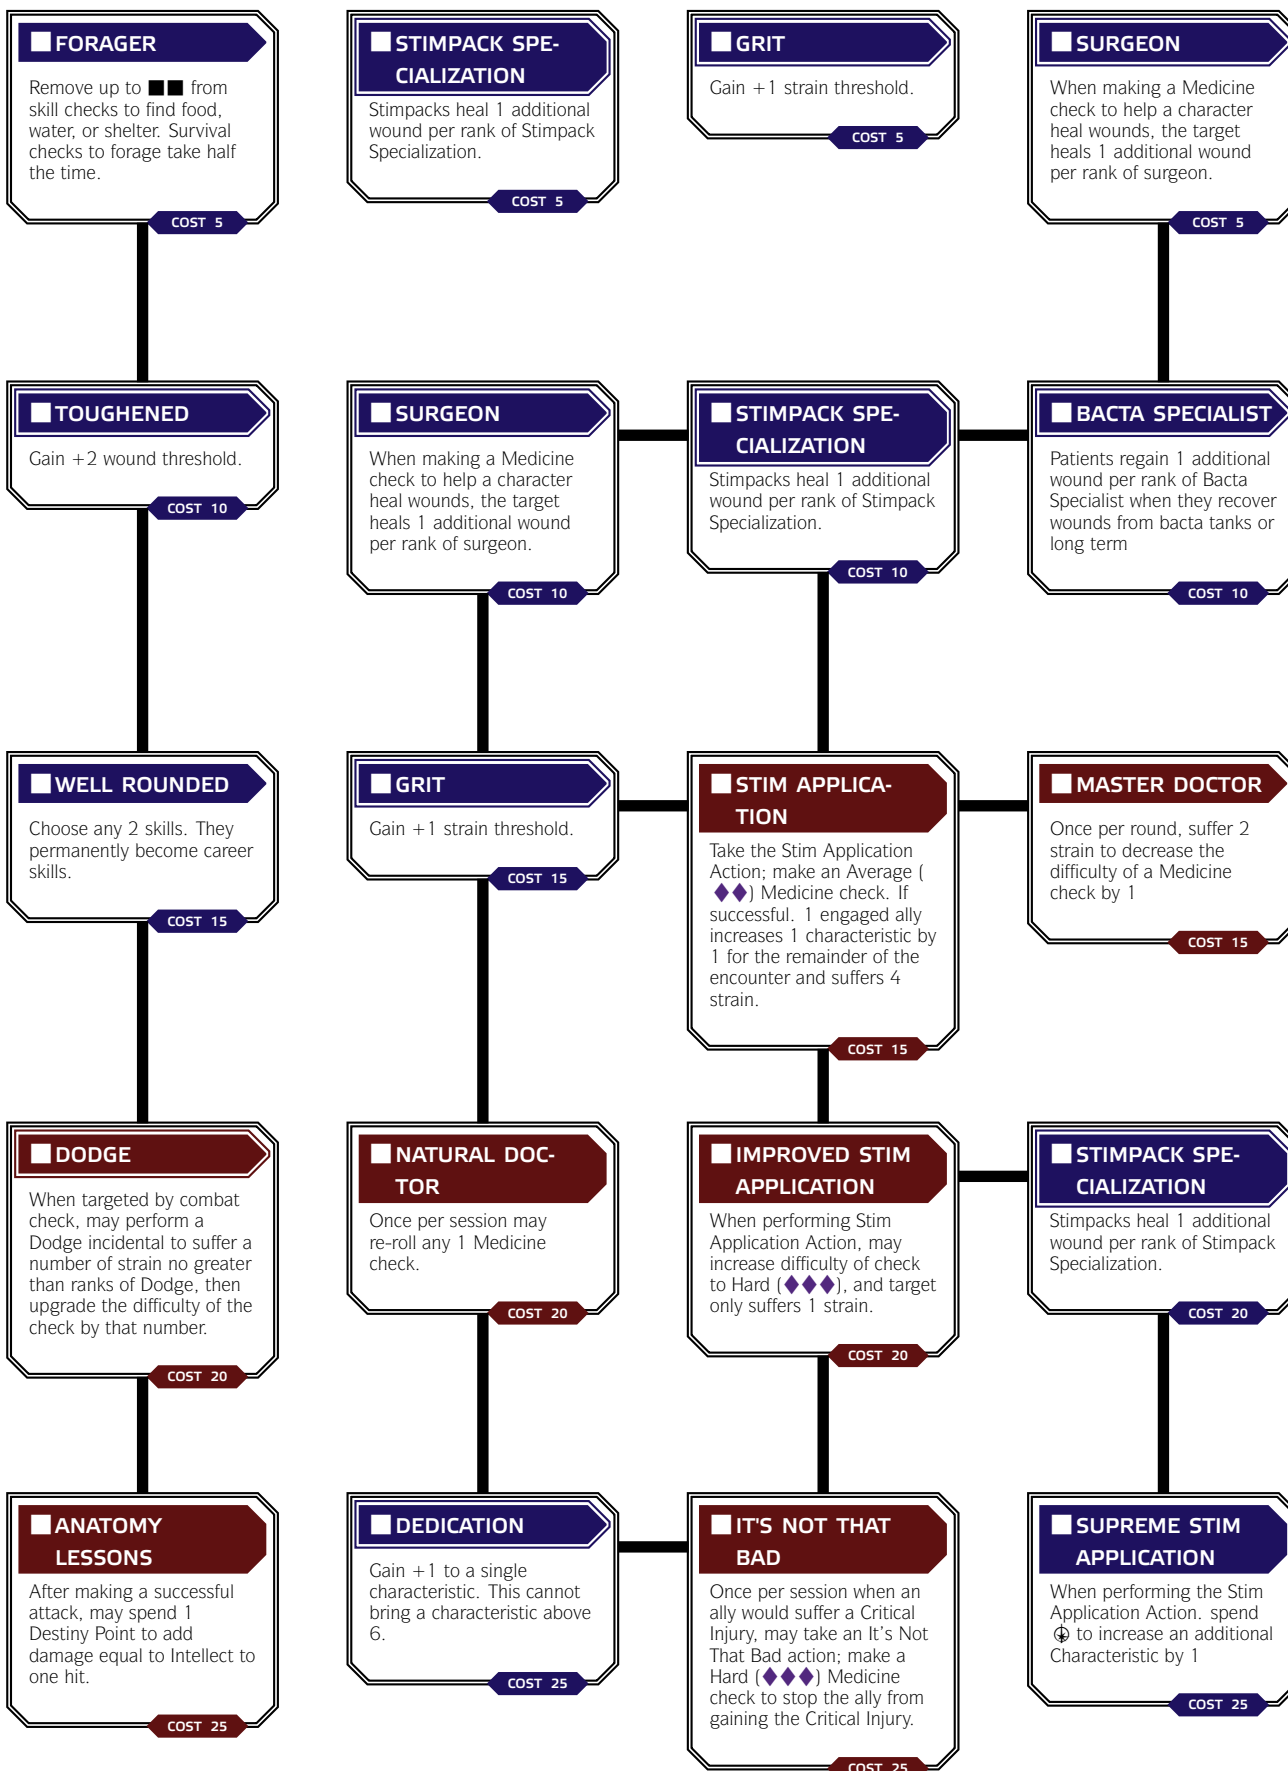 FORAGER
Remove up to ■■ from
skill checks to find food,
water, or shelter. Survival
checks to forage take half
the time.
COST 5
STIMPACK SPE-
CIALIZATION
Stimpacks heal 1 additional
wound per rank of Stimpack
Specialization.
COST 5
GRIT
Gain +1 strain threshold.
COST 5
SURGEON
When making a Medicine
check to help a character
heal wounds, the target
heals 1 additional wound
per rank of surgeon.
COST 5
TOUGHENED
Gain +2 wound threshold.
COST 10
SURGEON
When making a Medicine
check to help a character
heal wounds, the target
heals 1 additional wound
per rank of surgeon.
COST 10
STIMPACK SPE-
CIALIZATION
Stimpacks heal 1 additional
wound per rank of Stimpack
Specialization.
COST 10
BACTA SPECIALIST
Patients regain 1 additional
wound per rank of Bacta
Specialist when they recover
wounds from bacta tanks or
long term
COST 10
WELL ROUNDED
Choose any 2 skills. They
permanently become career
skills.
COST 15
GRIT
Gain +1 strain threshold.
COST 15
STIM APPLICA-
TION
Take the Stim Application
Action; make an Average (
◆◆) Medicine check. If
successful. 1 engaged ally
increases 1 characteristic by
1 for the remainder of the
encounter and suffers 4
strain.
COST 15
MASTER DOCTOR
Once per round, suffer 2
strain to decrease the
difficulty of a Medicine
check by 1
COST 15
DODGE
When targeted by combat
check, may perform a
Dodge incidental to suffer a
number of strain no greater
than ranks of Dodge, then
upgrade the difficulty of the
check by that number.
COST 20
NATURAL DOC-
TOR
Once per session may
re-roll any 1 Medicine
check.
COST 20
IMPROVED STIM
APPLICATION
When performing Stim
Application Action, may
increase difficulty of check
to Hard (◆◆◆), and target
only suffers 1 strain.
COST 20
STIMPACK SPE-
CIALIZATION
Stimpacks heal 1 additional
wound per rank of Stimpack
Specialization.
COST 20
ANATOMY
LESSONS
After making a successful
attack, may spend 1
Destiny Point to add
damage equal to Intellect to
one hit.
COST 25
DEDICATION
Gain +1 to a single
characteristic. This cannot
bring a characteristic above
6.
COST 25
IT'S NOT THAT
BAD
Once per session when an
ally would suffer a Critical
Injury, may take an It's Not
That Bad action; make a
Hard (◆◆◆) Medicine
check to stop the ally from
gaining the Critical Injury.
COST 25
SUPREME STIM
APPLICATION
When performing the Stim
Application Action. spend
to increase an additional
Characteristic by 1
COST 25